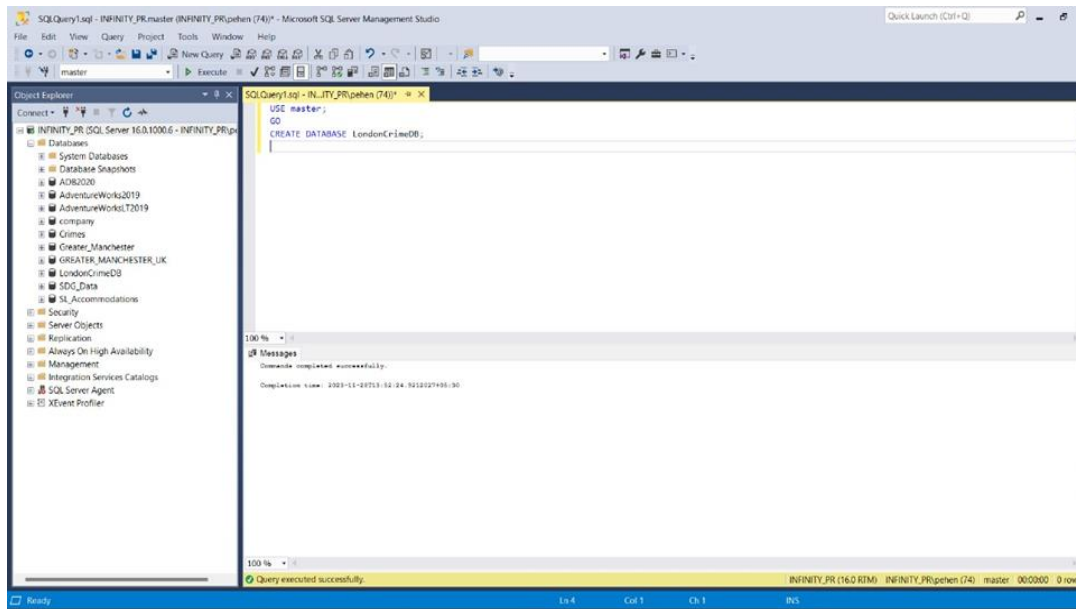 SQLQuery1.sql - INFINITY_PR.master (INFINITY_PR\pehen (74))* - Microsoft SQL Server Management Studio
Quick Launch (Ctrl+Q)
File Edit View Query Project Tools Window Help
New Query
master Execute
Object Explorer
SQLQuery1.sql - IN...ITY_PR\pehen (74))*
Connect
INFINITY_PR (SQL Server 16.0.1000.6 - INFINITY_PR\pe
Databases
System Databases
Database Snapshots
ADB2020
AdventureWorks2019
AdventureWorksLT2019
company
Crimes
Greater_Manchester
GREATER_MANCHESTER_UK
LondonCrimeDB
SDG_Data
SL_Accommodations
Security
Server Objects
Replication
Always On High Availability
Management
Integration Services Catalogs
SQL Server Agent
XEvent Profiler
USE master;
GO
CREATE DATABASE LondonCrimeDB;
100 %
Messages
Commands completed successfully.
Completion time:
100 %
Query executed successfully.
INFINITY_PR (16.0 RTM) INFINITY_PR\pehen (74) master 00:00:00 0 row
Ready Ln 4 Col 1 Ch 1 INS